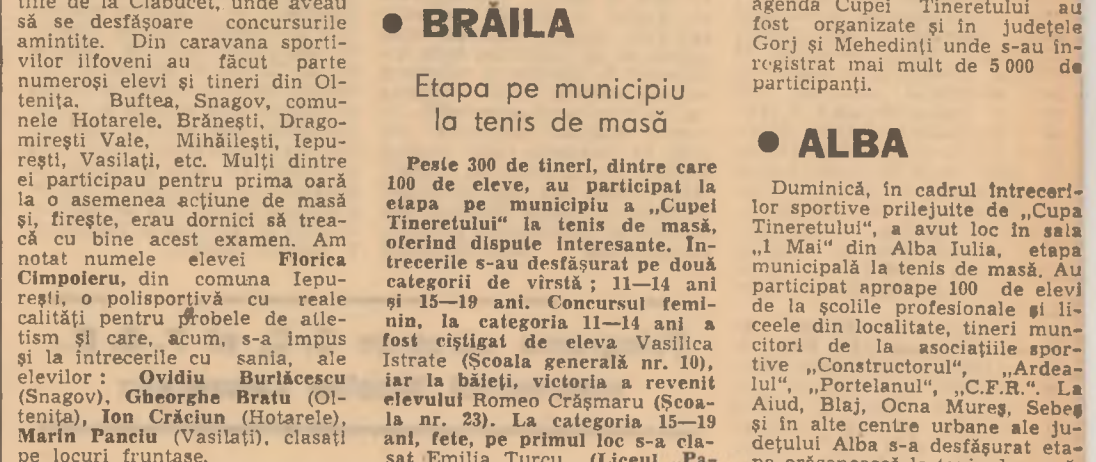 tiile de la Clăbucet, unde aveau
să se desfășoare concursurile
amintite. Din caravana sporti-
vilor ilfoveni au făcut parte
numeroși elevi și tineri din Ol-
tenița, Buftea, Snagov, comu-
nele Hotarele, Brănești, Drago-
mirești Vale, Mihăilești, Iepu-
rești, Vasilați, etc. Mulți dintre
ei participau pentru prima oară
la o asemenea acțiune de masă
și, firește, erau dornici să trea-
că cu bine acest examen. Am
notat numele elevei Florica
Cimpoieru, din comuna Iepu-
rești, o polisportivă cu reale
calități pentru probele de atle-
tism și care, acum, s-a impus
și la întrecerile cu sania, ale
elevilor : Ovidiu Burlăcescu
(Snagov), Gheorghe Bratu (Ol-
tenița), Ion Crăciun (Hotarele),
Marin Panciu (Vasilați), clasați
pe locuri fruntașe.
● BRĂILA
Etapa pe municipiu
la tenis de masă
Peste 300 de tineri, dintre care
100 de eleve, au participat la
etapa pe municipiu a „Cupei
Tineretului“ la tenis de masă,
oferind dispute interesante. În-
trecerile s-au desfășurat pe două
categorii de vîrstă ; 11—14 ani
și 15—19 ani. Concursul femi-
nin, la categoria 11—14 ani a
fost cîștigat de eleva Vasilica
Istrate (Școala generală nr. 10),
iar la băieți, victoria a revenit
elevului Romeo Crășmaru (Școa-
la nr. 23). La categoria 15—19
ani, fete, pe primul loc s-a cla-
sat Emilia Turcu (Liceul Pa-
agenda Cupei Tineretului au
fost organizate și în județele
Gorj și Mehedinți unde s-au în-
registrat mai mult de 5 000 de
participanți.
● ALBA
Duminică, în cadrul întreceri-
lor sportive prilejuite de „Cupa
Tineretului“, a avut loc în sala
„1 Mai“ din Alba Iulia, etapa
municipală la tenis de masă. Au
participat aproape 100 de elevi
de la școlile profesionale și li-
ceele din localitate, tineri mun-
citori de la asociațiile spor-
tive „Constructorul“, „Ardea-
lul“, „Portelanul“, „C.F.R.“. La
Aiud, Blaj, Ocna Mureș, Sebeș
și în alte centre urbane ale ju-
dețului Alba s-a desfășurat eta-